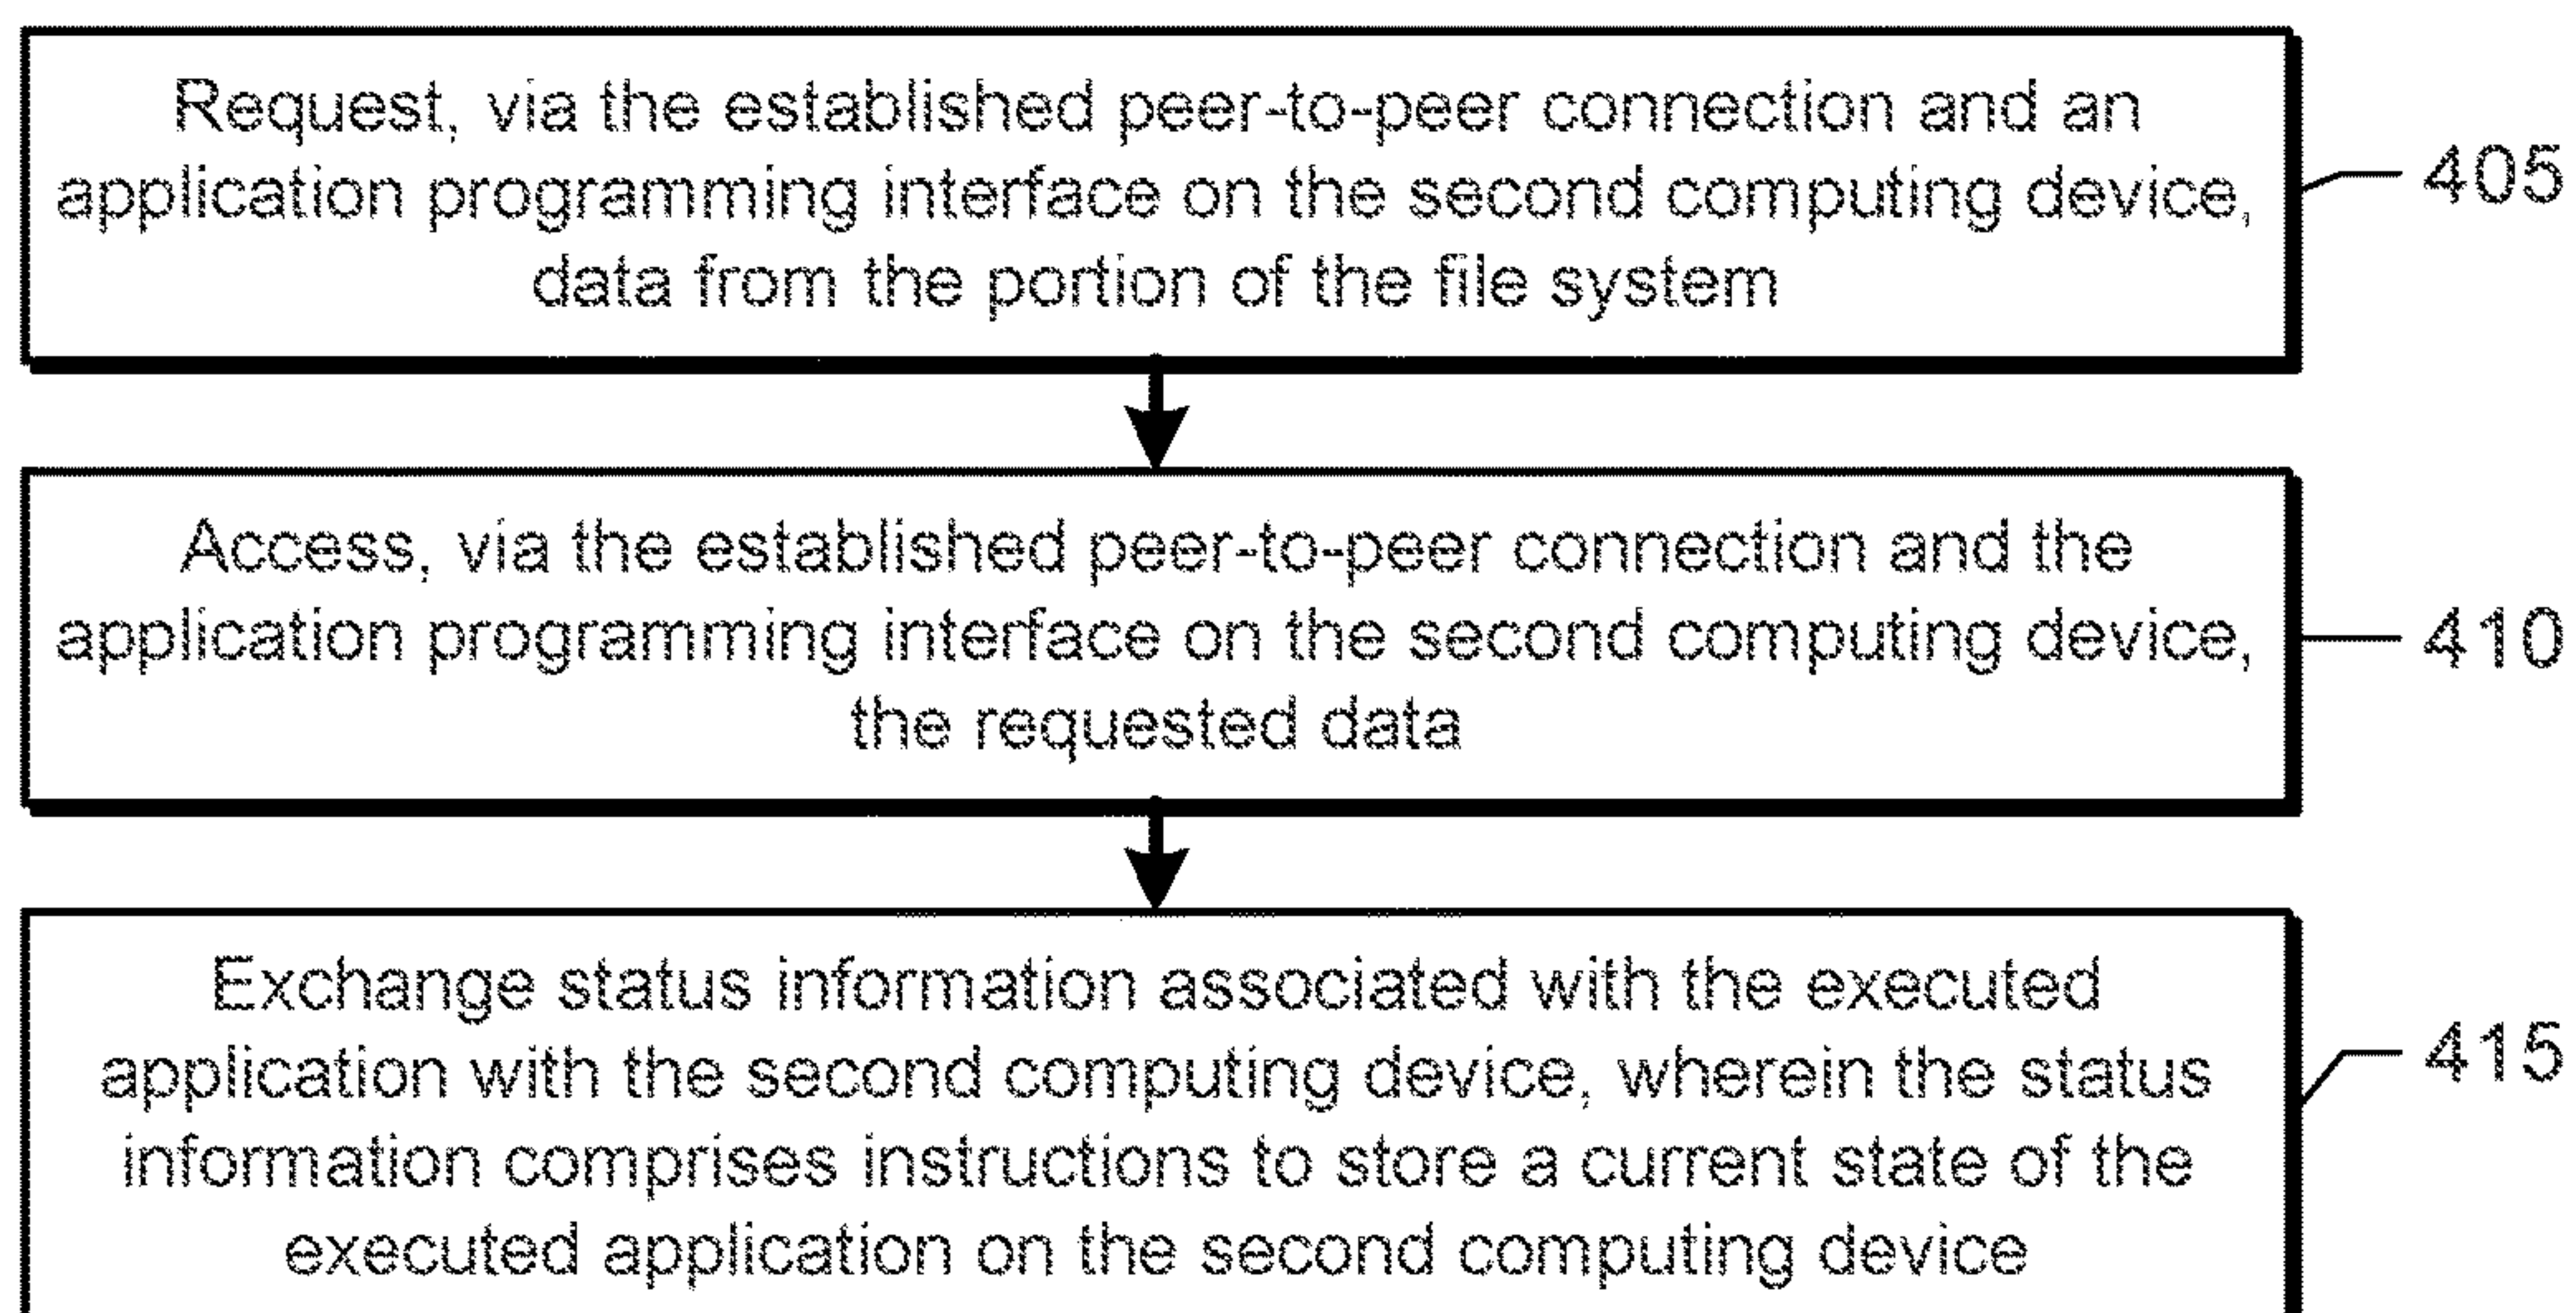 Request, via the established peer-to-peer connection and an
application programming interface on the second computing device,
data from the portion of the file system
405
Access, via the established peer-to-peer connection and the
application programming interface on the second computing device,
the requested data
410
Exchange status information associated with the executed
application with the second computing device, wherein the status
information comprises instructions to store a current state of the
executed application on the second computing device
415